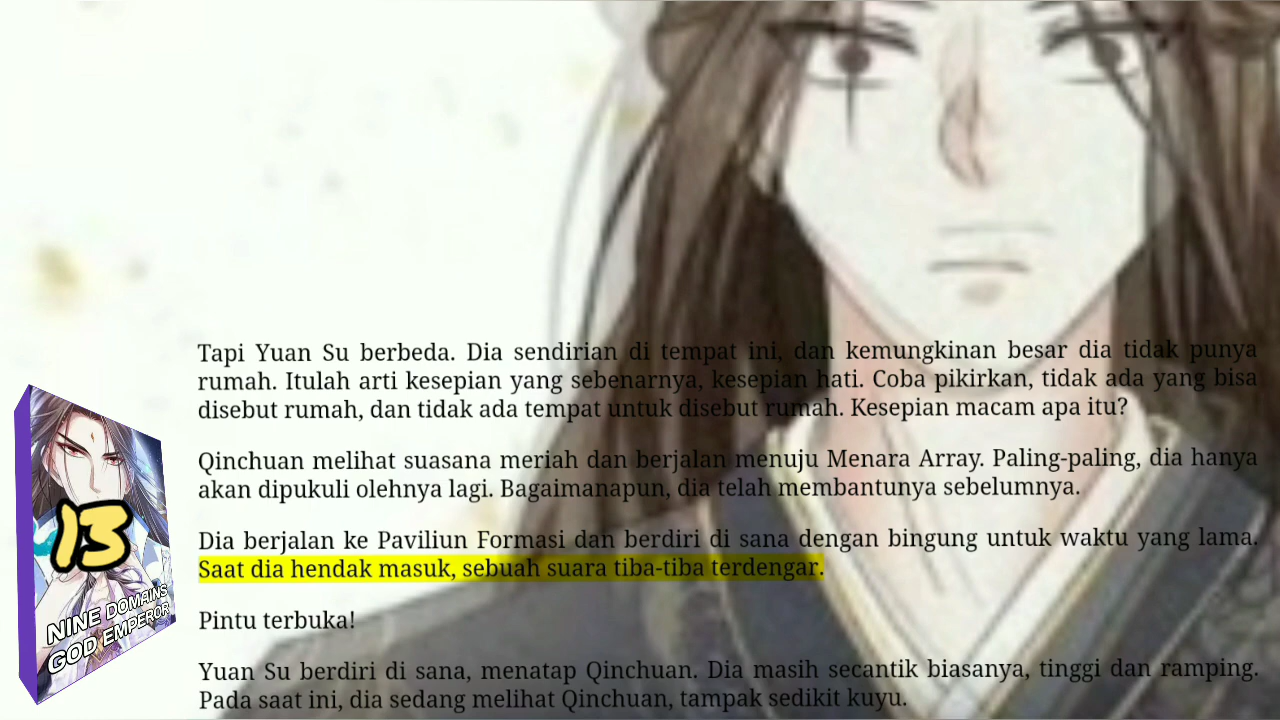 Tapi Yuan Su berbeda. Dia sendirian di tempat ini, dan kemungkinan besar dia tidak punya
rumah. Itulah arti kesepian yang sebenarnya, kesepian hati. Coba pikirkan, tidak ada yang bisa
disebut rumah, dan tidak ada tempat untuk disebut rumah. Kesepian macam apa itu?
Qinchuan melihat suasana meriah dan berjalan menuju Menara Array. Paling-paling, dia hanya
akan dipukuli olehnya lagi. Bagaimanapun, dia telah membantunya sebelumnya.
Dia berjalan ke Paviliun Formasi dan berdiri di sana dengan bingung untuk waktu yang lama.
Saat dia hendak masuk, sebuah suara tiba-tiba terdengar.
Pintu terbuka!
Yuan Su berdiri di sana, menatap Qinchuan. Dia masih secantik biasanya, tinggi dan ramping.
Pada saat ini, dia sedang melihat Qinchuan, tampak sedikit kuyu.
13
NINE DOMAINS
GOD EMPEROR